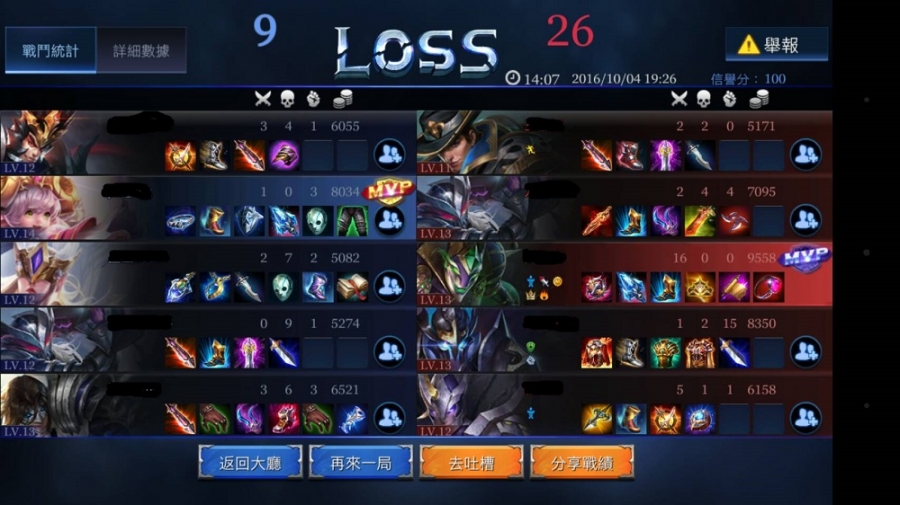 戰鬥統計 詳細數據 9 LOSS 26 舉報
14:07 2016/10/04 19:26 信譽分：100
3 4 1 6055
LV.12
2 2 0 5171
LV.11
1 0 3 8034 MVP
LV.14
2 4 4 7095
LV.13
2 7 2 5082
LV.12
16 0 0 9558 MVP
LV.13
0 9 1 5274
LV.12
1 2 15 8350
LV.13
3 6 3 6521
LV.13
5 1 1 6158
LV.12
返回大廳 再來一局 去吐槽 分享戰績